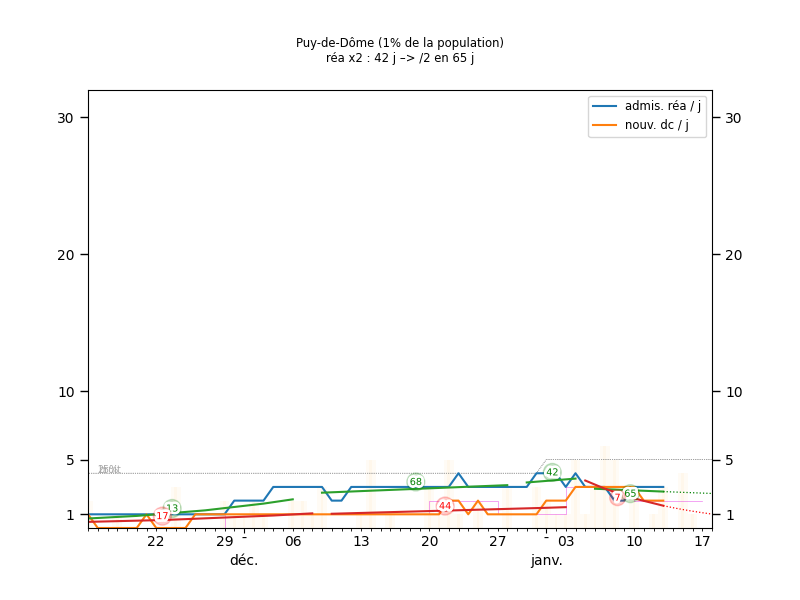 Puy-de-Dôme (1% de la population)
réa x2 : 42 j –> /2 en 65 j
admis. réa / j
nouv. dc / j
30 30
20 20
10 10
5 5
1 1
13
17
68
44
42
7
65
22 29 - 06 13 20 27 - 03 10 17
déc. janv.